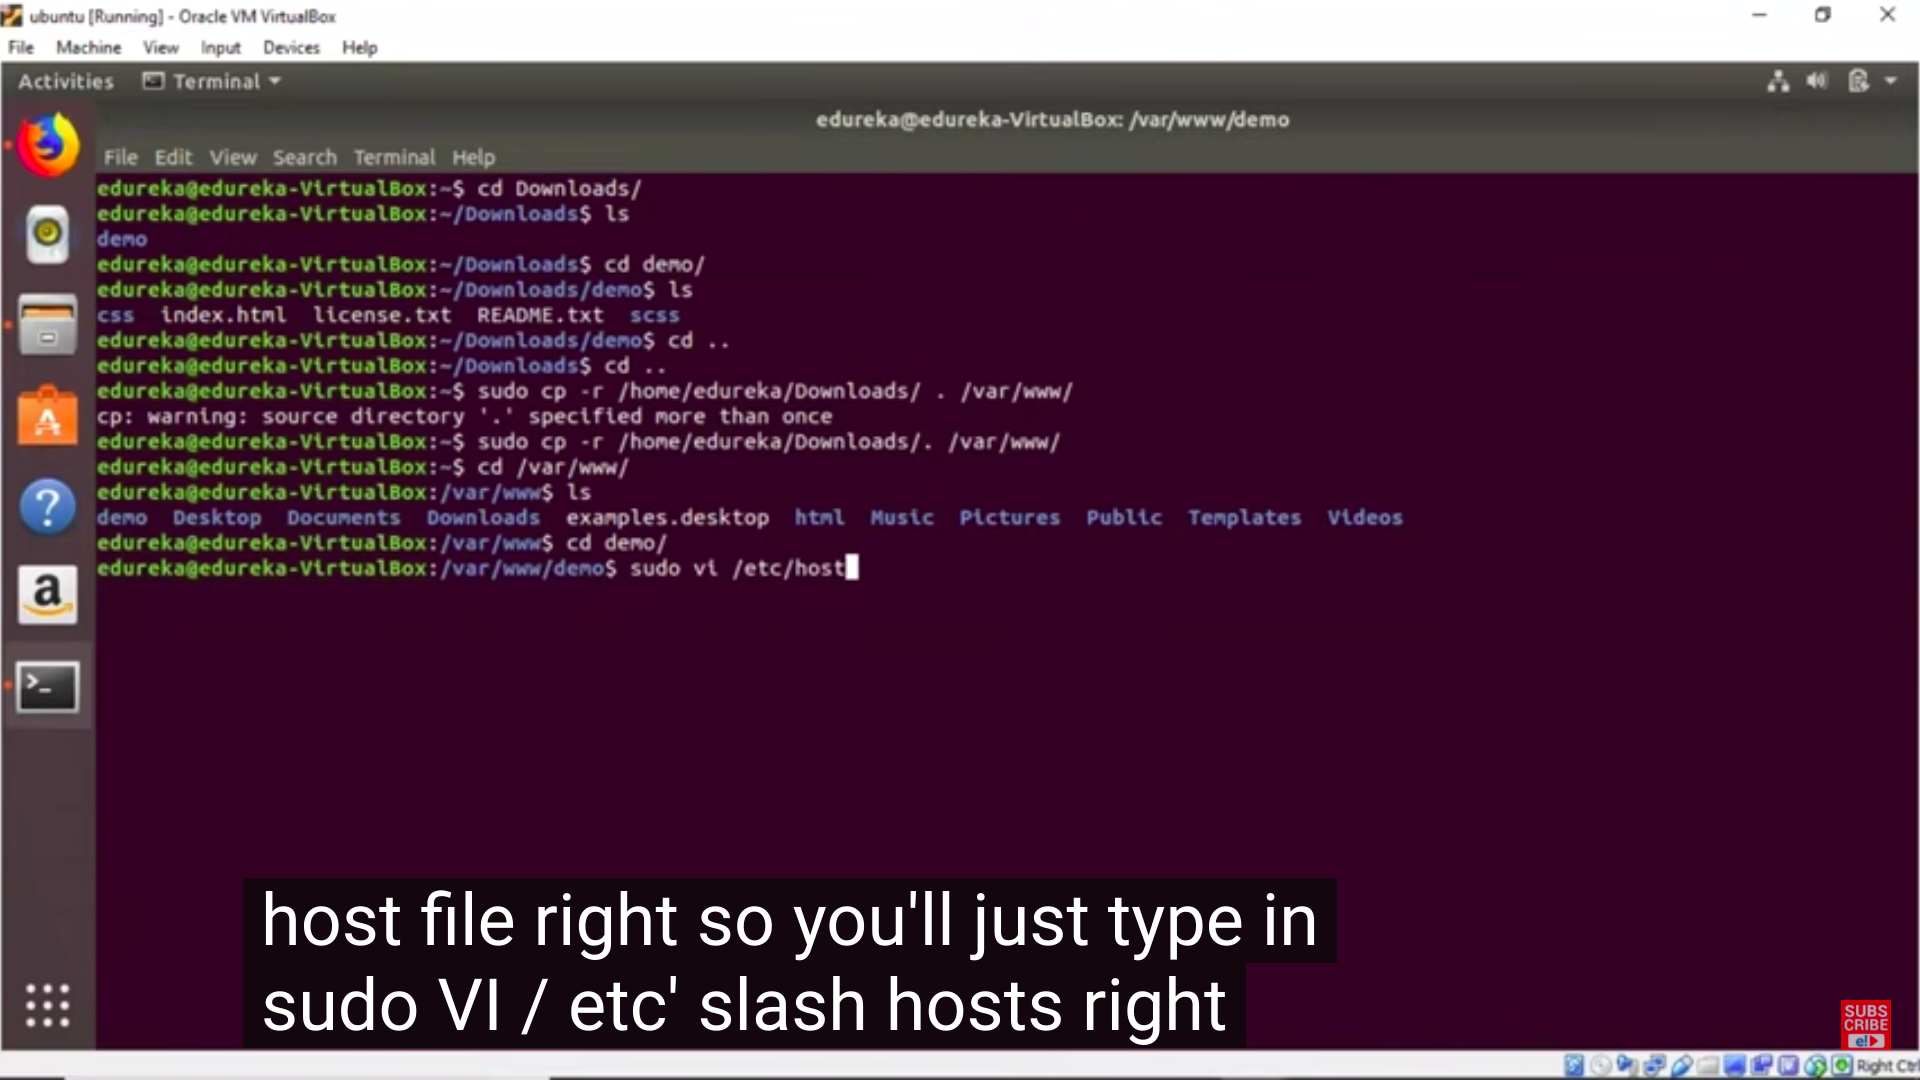 ubuntu [Running] - Oracle VM VirtualBox
File Machine View Input Devices Help
Activities Terminal
edureka@edureka-VirtualBox: /var/www/demo
File Edit View Search Terminal Help
edureka@edureka-VirtualBox:~$ cd Downloads/
edureka@edureka-VirtualBox:~/Downloads$ ls
demo
edureka@edureka-VirtualBox:~/Downloads$ cd demo/
edureka@edureka-VirtualBox:~/Downloads/demo$ ls
css index.html license.txt README.txt scss
edureka@edureka-VirtualBox:~/Downloads/demo$ cd ..
edureka@edureka-VirtualBox:~/Downloads$ cd ..
edureka@edureka-VirtualBox:~$ sudo cp -r /home/edureka/Downloads/ . /var/www/
cp: warning: source directory '.' specified more than once
edureka@edureka-VirtualBox:~$ sudo cp -r /home/edureka/Downloads/. /var/www/
edureka@edureka-VirtualBox:~$ cd /var/www/
edureka@edureka-VirtualBox:/var/www$ ls
demo Desktop Documents Downloads examples.desktop html Music Pictures Public Templates Videos
edureka@edureka-VirtualBox:/var/www$ cd demo/
edureka@edureka-VirtualBox:/var/www/demo$ sudo vi /etc/host
host file right so you'll just type in
sudo VI / etc' slash hosts right
SUBS
CRIBE
e!
Right Ctrl